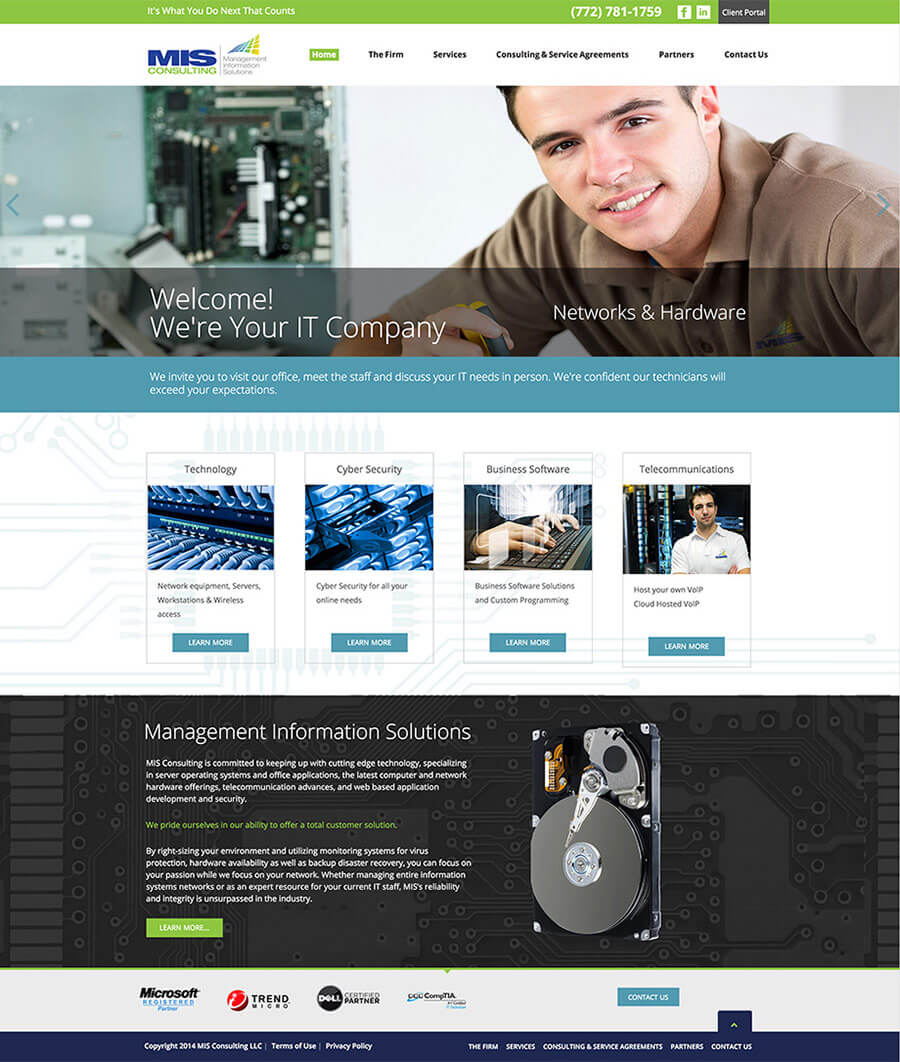 It's What You Do Next That Counts
(772) 781-1759
Client Portal
MIS
CONSULTING
Management
Information
Solutions
Home
The Firm
Services
Consulting & Service Agreements
Partners
Contact Us
Welcome!
We're Your IT Company
Networks & Hardware
MIS
We invite you to visit our office, meet the staff and discuss your IT needs in person. We're confident our technicians will
exceed your expectations.
Technology
Network equipment, Servers,
Workstations & Wireless
access
LEARN MORE
Cyber Security
Cyber Security for all your
online needs
LEARN MORE
Business Software
Business Software Solutions
and Custom Programming
LEARN MORE
Telecommunications
Host your own VoIP
Cloud Hosted VoIP
LEARN MORE
Management Information Solutions
MIS Consulting is committed to keeping up with cutting edge technology, specializing
in server operating systems and office applications, the latest computer and network
hardware offerings, telecommunication advances, and web based application
development and security.
We pride ourselves in our ability to offer a total customer solution.
By right-sizing your environment and utilizing monitoring systems for virus
protection, hardware availability as well as backup disaster recovery, you can focus on
your passion while we focus on your network. Whether managing entire information
systems networks or as an expert resource for your current IT staff, MIS's reliability
and integrity is unsurpassed in the industry.
LEARN MORE...
Microsoft
REGISTERED
Partner
TREND
MICRO
DELL
CERTIFIED
PARTNER
CompTIA
CONTACT US
Copyright 2014 MIS Consulting LLC | Terms of Use | Privacy Policy
THE FIRM
SERVICES
CONSULTING & SERVICE AGREEMENTS
PARTNERS
CONTACT US